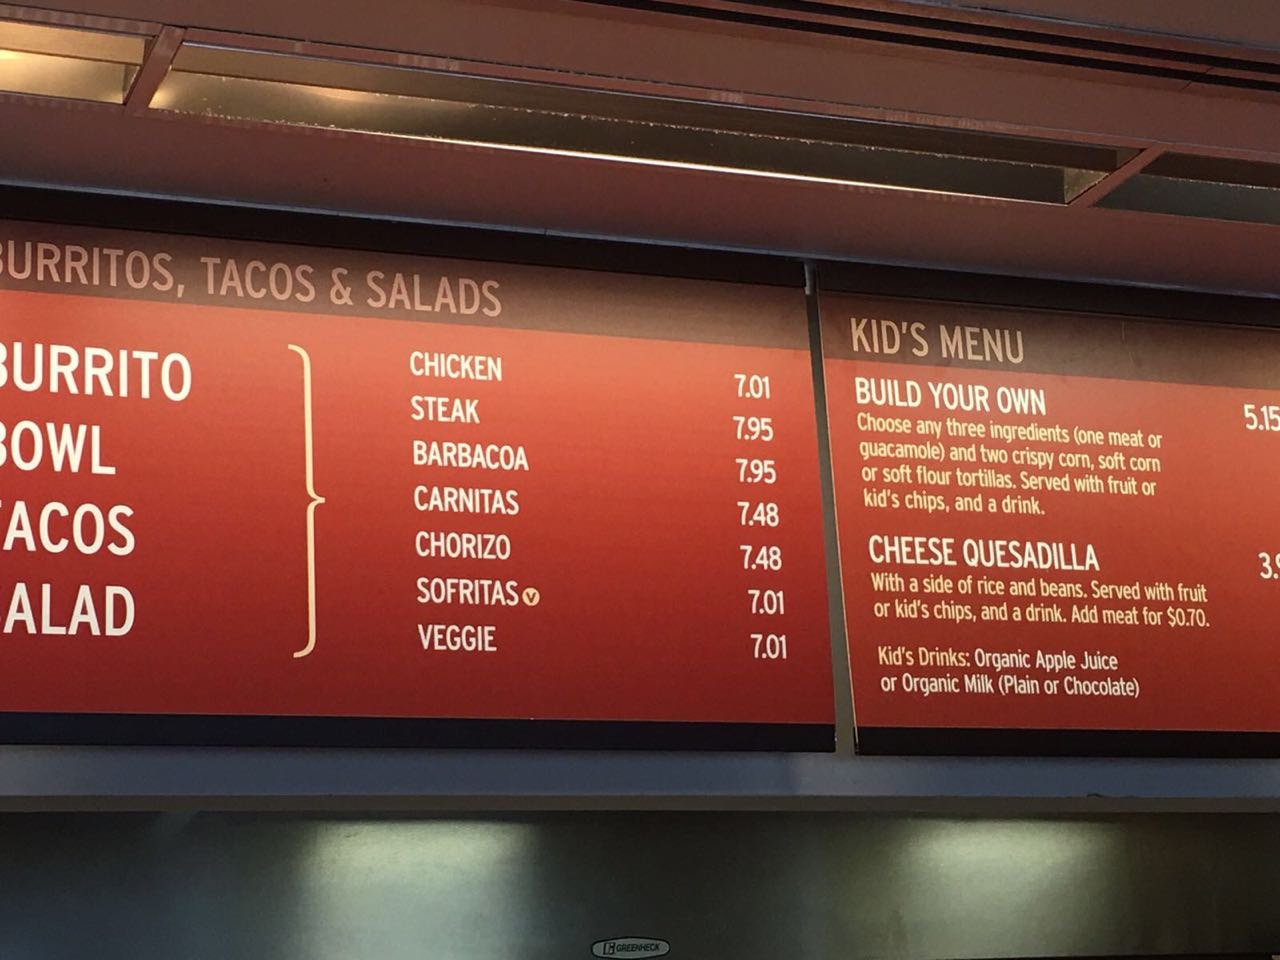 BURRITOS, TACOS & SALADS
BURRITO
BOWL
TACOS
SALAD
CHICKEN 7.01
STEAK 7.95
BARBACOA 7.95
CARNITAS 7.48
CHORIZO 7.48
SOFRITAS V 7.01
VEGGIE 7.01
KID'S MENU
BUILD YOUR OWN 5.15
Choose any three ingredients (one meat or
guacamole) and two crispy corn, soft corn
or soft flour tortillas. Served with fruit or
kid's chips, and a drink.
CHEESE QUESADILLA 3.9
With a side of rice and beans. Served with fruit
or kid's chips, and a drink. Add meat for $0.70.
Kid's Drinks: Organic Apple Juice
or Organic Milk (Plain or Chocolate)
GREENHECK